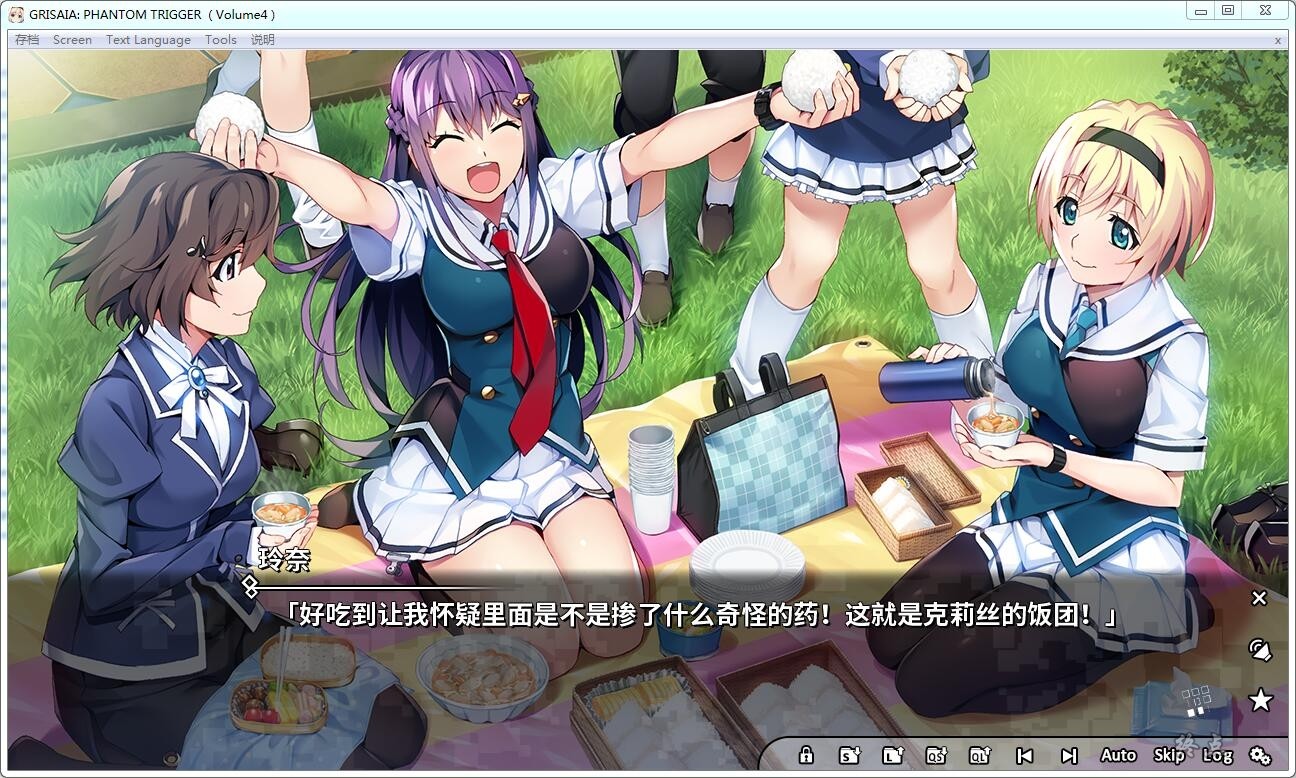 GRISAIA: PHANTOM TRIGGER（Volume4）
存档 Screen Text Language Tools 说明 x
玲奈
「好吃到让我怀疑里面是不是掺了什么奇怪的药！这就是克莉丝的饭团！」
S L QS QL Auto Skip Log